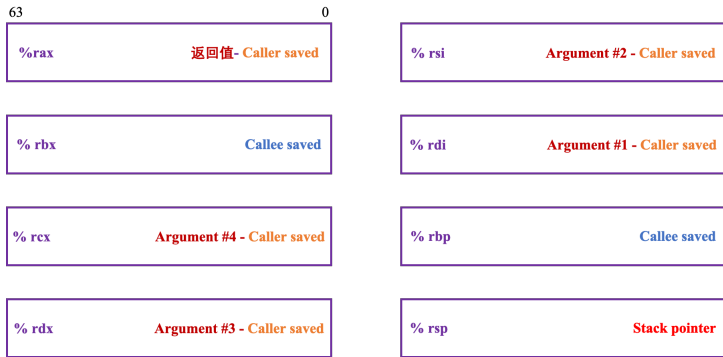 63 0
%rax 返回值- Caller saved
% rsi Argument #2 - Caller saved
% rbx Callee saved
% rdi Argument #1 - Caller saved
% rcx Argument #4 - Caller saved
% rbp Callee saved
% rdx Argument #3 - Caller saved
% rsp Stack pointer